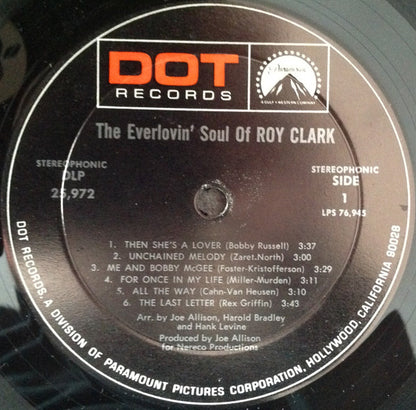 DOT
RECORDS
Paramount
A GULF+WESTERN COMPANY
The Everlovin' Soul Of ROY CLARK
STEREOPHONIC
DLP
25,972
STEREOPHONIC
SIDE
1
LPS 76,945
1. THEN SHE'S A LOVER (Bobby Russell) 3:37
2. UNCHAINED MELODY (Zaret.North) 3:00
3. ME AND BOBBY McGEE (Foster-Kristofferson) 3:29
4. FOR ONCE IN MY LIFE (Miller-Murden) 3:11
5. ALL THE WAY (Cahn-Van Heusen) 3:10
6. THE LAST LETTER (Rex Griffin) 3:43
Arr. by Joe Allison, Harold Bradley
and Hank Levine
Produced by Joe Allison
for Nereco Productions
DOT RECORDS, A DIVISION OF PARAMOUNT PICTURES CORPORATION, HOLLYWOOD, CALIFORNIA 90028